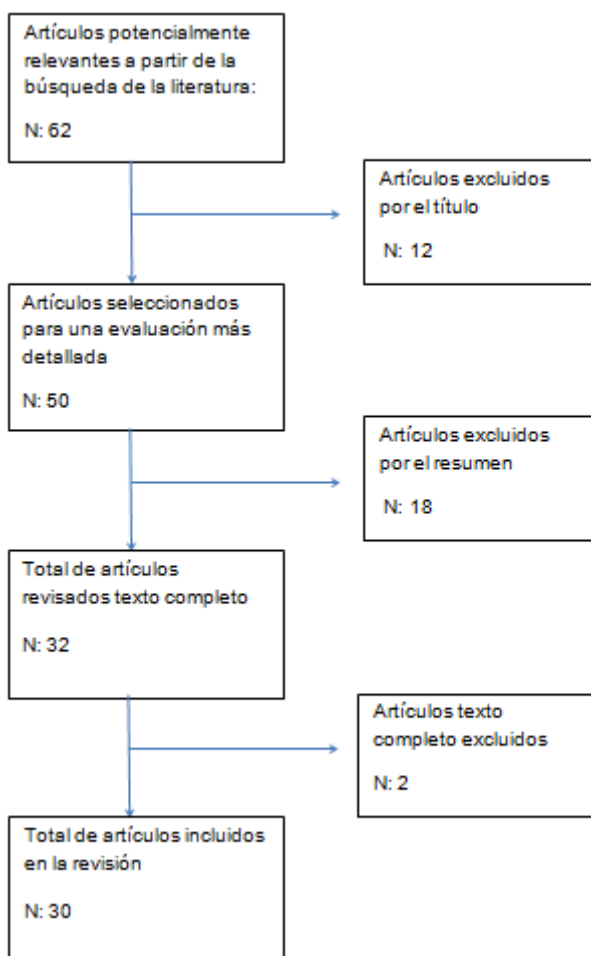 Artículos potencialmente
relevantes a partir de la
búsqueda de la literatura:
N: 62
Artículos excluidos
por el título
N: 12
Artículos seleccionados
para una evaluación más
detallada
N: 50
Artículos excluidos
por el resumen
N: 18
Total de artículos
revisados texto completo
N: 32
Artículos texto
completo excluidos
N: 2
Total de artículos incluidos
en la revisión
N: 30